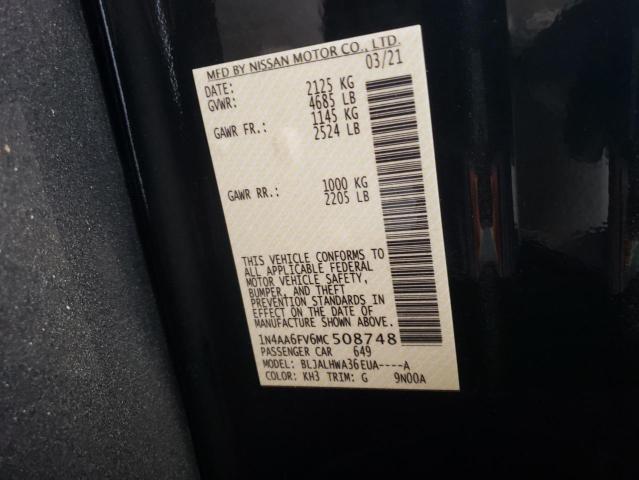 MFD BY NISSAN MOTOR CO., LTD.
DATE: 03/21
GVWR: 2125 KG
4685 LB
GAWR FR.: 1145 KG
2524 LB
GAWR RR.: 1000 KG
2205 LB
THIS VEHICLE CONFORMS TO
ALL APPLICABLE FEDERAL
MOTOR VEHICLE SAFETY,
BUMPER, AND THEFT
PREVENTION STANDARDS IN
EFFECT ON THE DATE OF
MANUFACTURE SHOWN ABOVE.
1N4AA6FV6MC508748
PASSENGER CAR 649
MODEL: BLJALHWA36EUA----A
COLOR: KH3 TRIM: G 9N00A